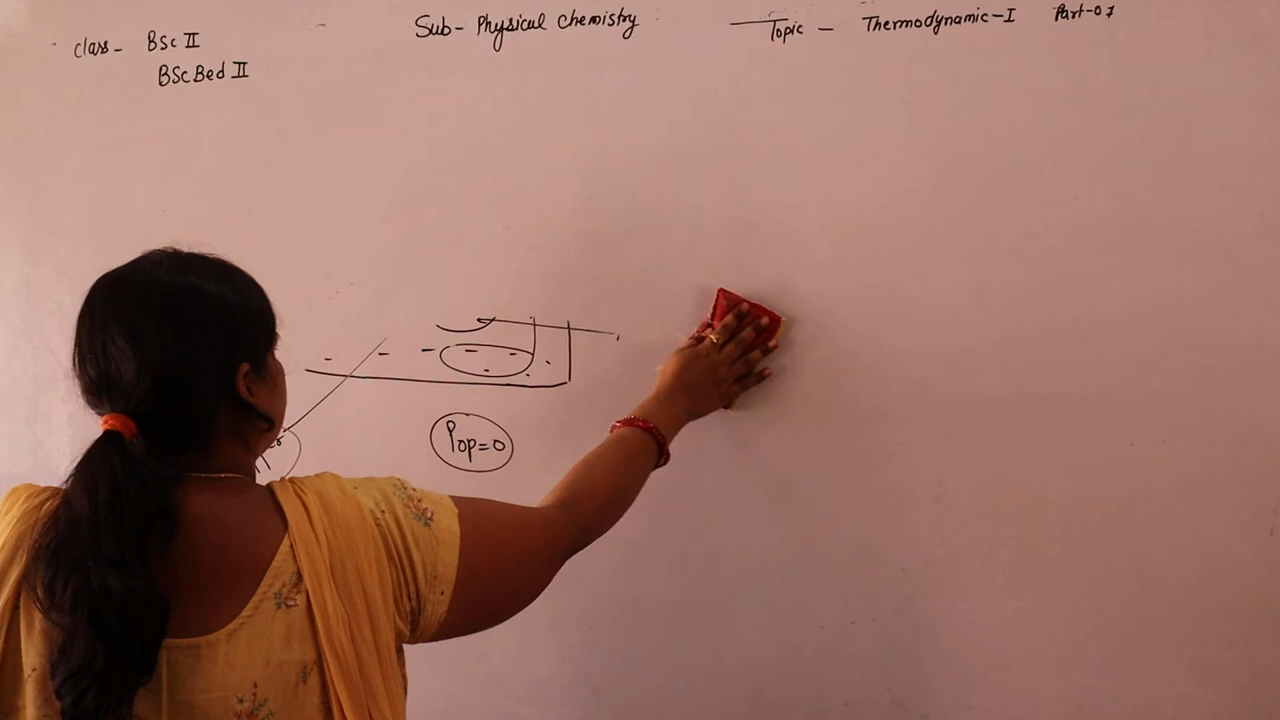 Class - BSc II
BSc Bed II
Sub - Physical Chemistry
Topic - Thermodynamic - I Part-07
Pop=0